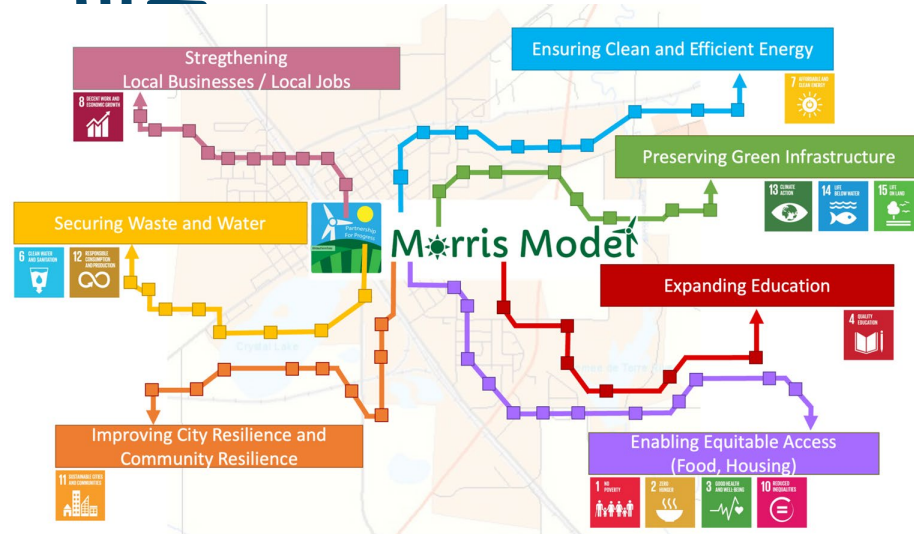 Stregthening
Local Businesses / Local Jobs
8 DECENT WORK AND
ECONOMIC GROWTH
Ensuring Clean and Efficient Energy
7 AFFORDABLE AND
CLEAN ENERGY
Preserving Green Infrastructure
13 CLIMATE
ACTION
14 LIFE
BELOW WATER
15 LIFE
ON LAND
Securing Waste and Water
6 CLEAN WATER
AND SANITATION
12 RESPONSIBLE
CONSUMPTION
AND PRODUCTION
Partnership
For Progress
Morris Model
Expanding Education
4 QUALITY
EDUCATION
Crystal Lake
Improving City Resilience and
Community Resilience
11 SUSTAINABLE CITIES
AND COMMUNITIES
Enabling Equitable Access
(Food, Housing)
1 NO
POVERTY
2 ZERO
HUNGER
3 GOOD HEALTH
AND WELL-BEING
10 REDUCED
INEQUALITIES